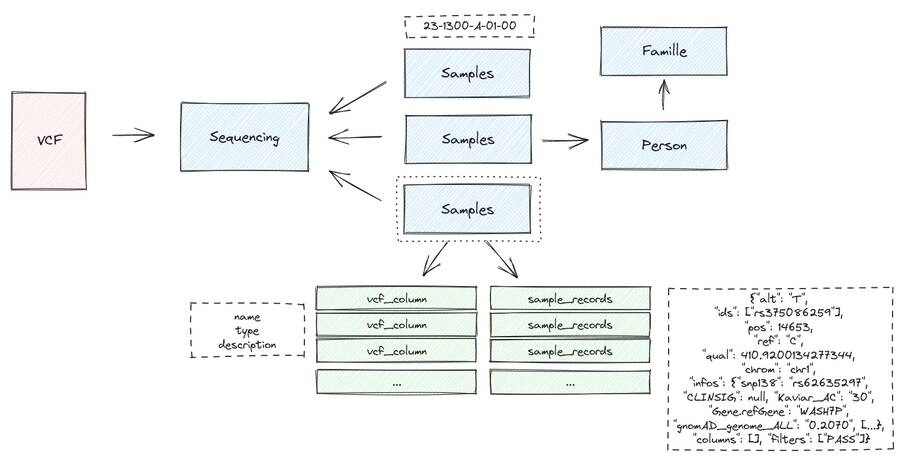 23-1300-A-01-00
Samples
Famille
VCF
Sequencing
Samples
Person
Samples
name
type
description
vcf_column
sample_records
vcf_column
sample_records
vcf_column
sample_records
...
...
{"alt": "T",
"ids": ["rs375086259"],
"pos": 14653,
"ref": "C",
"qual": 410.9200134277344,
"chrom": "chr1",
"infos": {"snp138": "rs62635297",
"CLINSIG": null, "Kaviar_AC": "30",
"Gene.refGene": "WASH7P",
"gnomAD_genome_ALL": "0.2070", [...},
"columns": [], "filters": ["PASS"]}